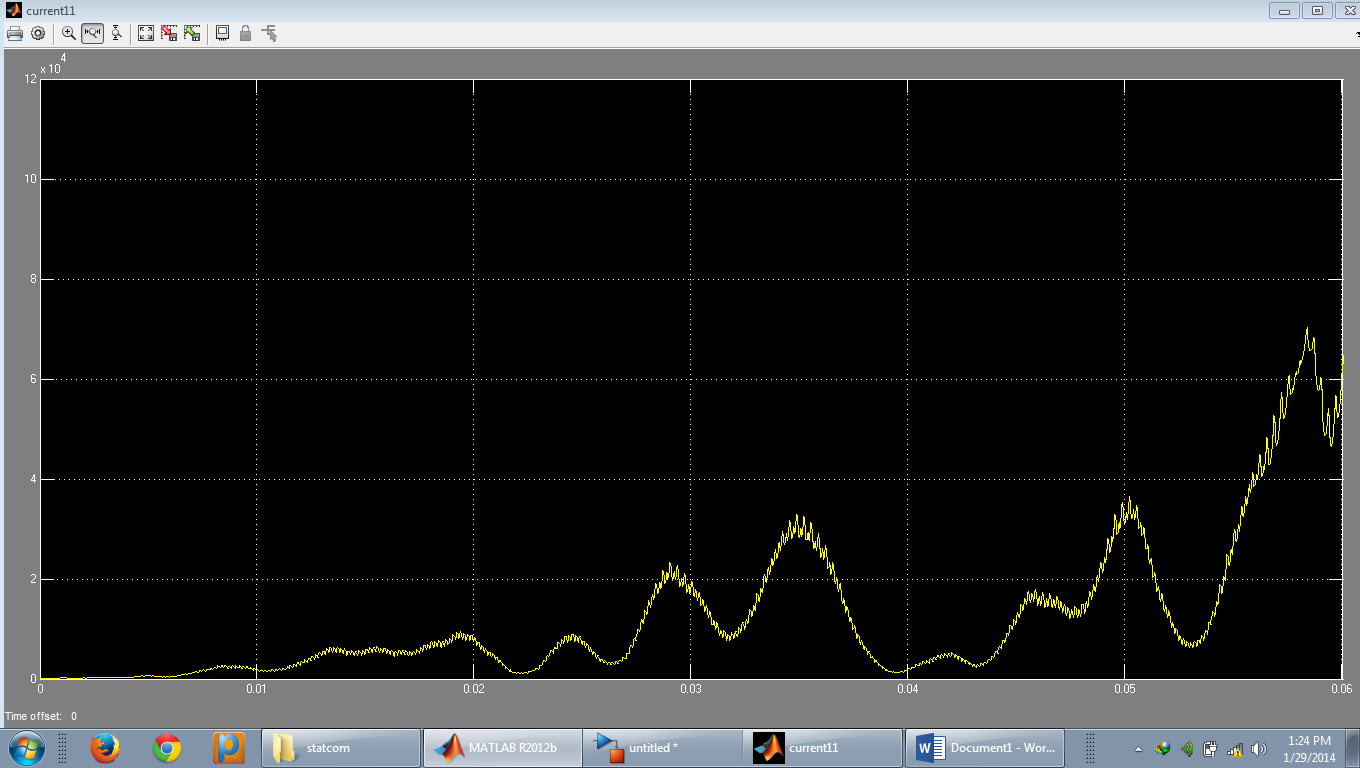 current11
x 10
4
12
10
8
6
4
2
0
0 0.01 0.02 0.03 0.04 0.05 0.06
Time offset: 0
statcom MATLAB R2012b untitled * current11 Document1 - Wor... 1:24 PM
1/29/2014